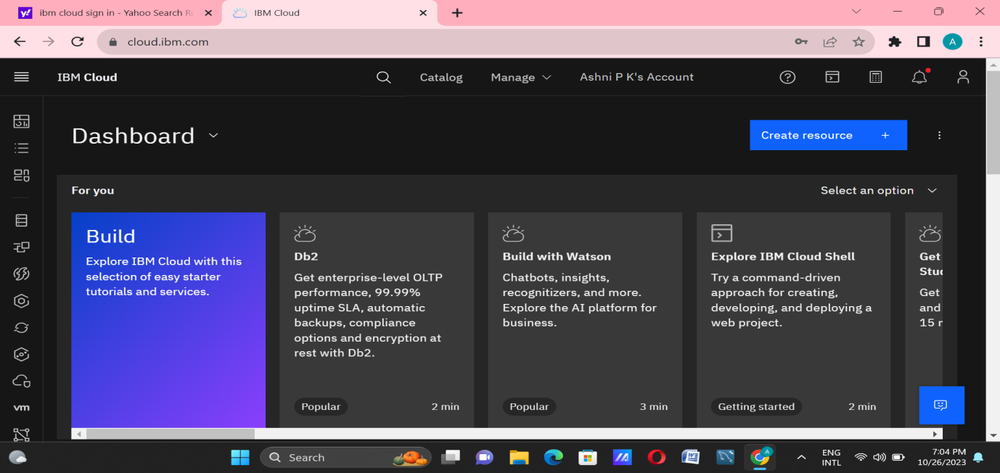 ibm cloud sign in - Yahoo Search R
IBM Cloud
cloud.ibm.com
A
IBM Cloud
Catalog
Manage
Ashni P K's Account
Dashboard
Create resource +
For you
Select an option
Build
Explore IBM Cloud with this
selection of easy starter
tutorials and services.
Db2
Get enterprise-level OLTP
performance, 99.99%
uptime SLA, automatic
backups, compliance
options and encryption at
rest with Db2.
Popular
2 min
Build with Watson
Chatbots, insights,
recognitizers, and more.
Explore the AI platform for
business.
Popular
3 min
Explore IBM Cloud Shell
Try a command-driven
approach for creating,
developing, and deploying a
web project.
Getting started
2 min
Get
Get
and
vm
Search
A
ENG
INTL
7:04 PM
10/26/2023